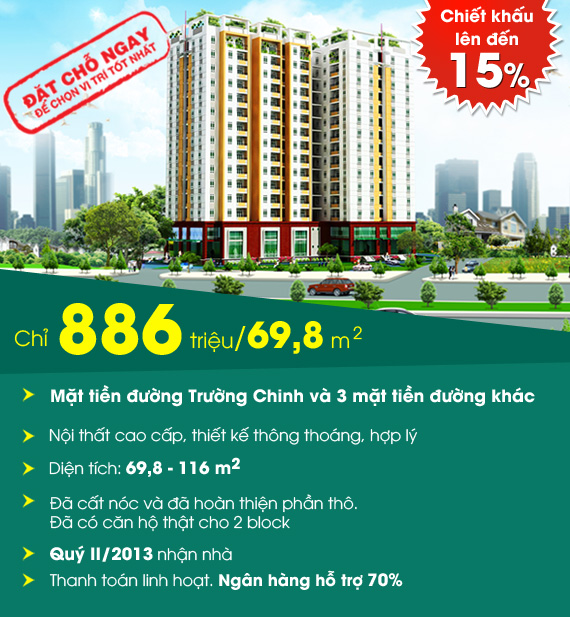 ĐẶT CHỖ NGAY
ĐỂ CHỌN VỊ TRÍ TỐT NHẤT
Chiết khấu
lên đến
15%
Chỉ 886 triệu/69,8 m²
Mặt tiền đường Trường Chinh và 3 mặt tiền đường khác
Nội thất cao cấp, thiết kế thông thoáng, hợp lý
Diện tích: 69,8 - 116 m²
Đã cất nóc và đã hoàn thiện phần thô.
Đã có căn hộ thật cho 2 block
Quý II/2013 nhận nhà
Thanh toán linh hoạt. Ngân hàng hỗ trợ 70%